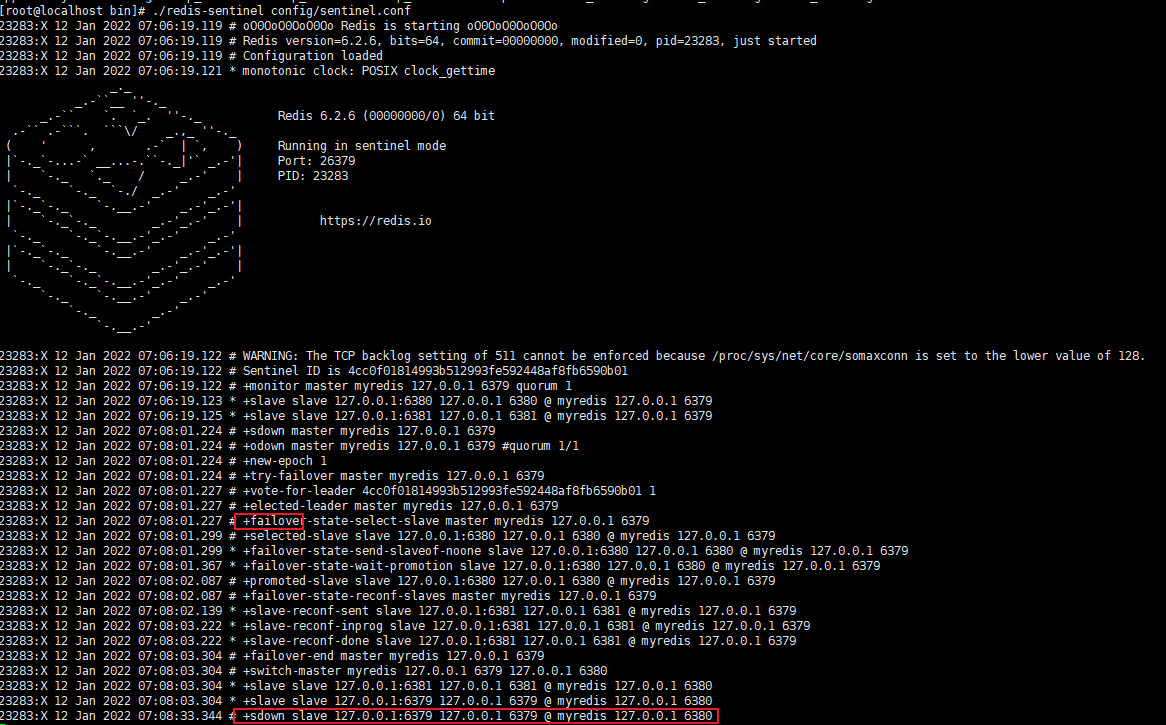 [root@localhost bin]# ./redis-sentinel config/sentinel.conf
23283:X 12 Jan 2022 07:06:19.119 # oO0OoO0OoO0Oo Redis is starting oO0OoO0OoO0Oo
23283:X 12 Jan 2022 07:06:19.119 # Redis version=6.2.6, bits=64, commit=00000000, modified=0, pid=23283, just started
23283:X 12 Jan 2022 07:06:19.119 # Configuration loaded
23283:X 12 Jan 2022 07:06:19.121 * monotonic clock: POSIX clock_gettime
Redis 6.2.6 (00000000/0) 64 bit
Running in sentinel mode
Port: 26379
PID: 23283
https://redis.io
23283:X 12 Jan 2022 07:06:19.122 # WARNING: The TCP backlog setting of 511 cannot be enforced because /proc/sys/net/core/somaxconn is set to the lower value of 128.
23283:X 12 Jan 2022 07:06:19.122 # Sentinel ID is 4cc0f01814993b512993fe592448af8fb6590b01
23283:X 12 Jan 2022 07:06:19.122 # +monitor master myredis 127.0.0.1 6379 quorum 1
23283:X 12 Jan 2022 07:06:19.123 * +slave slave 127.0.0.1:6380 127.0.0.1 6380 @ myredis 127.0.0.1 6379
23283:X 12 Jan 2022 07:06:19.125 * +slave slave 127.0.0.1:6381 127.0.0.1 6381 @ myredis 127.0.0.1 6379
23283:X 12 Jan 2022 07:08:01.224 # +sdown master myredis 127.0.0.1 6379
23283:X 12 Jan 2022 07:08:01.224 # +odown master myredis 127.0.0.1 6379 #quorum 1/1
23283:X 12 Jan 2022 07:08:01.224 # +new-epoch 1
23283:X 12 Jan 2022 07:08:01.224 # +try-failover master myredis 127.0.0.1 6379
23283:X 12 Jan 2022 07:08:01.227 # +vote-for-leader 4cc0f01814993b512993fe592448af8fb6590b01 1
23283:X 12 Jan 2022 07:08:01.227 # +elected-leader master myredis 127.0.0.1 6379
23283:X 12 Jan 2022 07:08:01.227 # +failover-state-select-slave master myredis 127.0.0.1 6379
23283:X 12 Jan 2022 07:08:01.299 # +selected-slave slave 127.0.0.1:6380 127.0.0.1 6380 @ myredis 127.0.0.1 6379
23283:X 12 Jan 2022 07:08:01.299 * +failover-state-send-slaveof-noone slave 127.0.0.1:6380 127.0.0.1 6380 @ myredis 127.0.0.1 6379
23283:X 12 Jan 2022 07:08:01.367 * +failover-state-wait-promotion slave 127.0.0.1:6380 127.0.0.1 6380 @ myredis 127.0.0.1 6379
23283:X 12 Jan 2022 07:08:02.087 # +promoted-slave slave 127.0.0.1:6380 127.0.0.1 6380 @ myredis 127.0.0.1 6379
23283:X 12 Jan 2022 07:08:02.087 # +failover-state-reconf-slaves master myredis 127.0.0.1 6379
23283:X 12 Jan 2022 07:08:02.139 * +slave-reconf-sent slave 127.0.0.1:6381 127.0.0.1 6381 @ myredis 127.0.0.1 6379
23283:X 12 Jan 2022 07:08:03.222 * +slave-reconf-inprog slave 127.0.0.1:6381 127.0.0.1 6381 @ myredis 127.0.0.1 6379
23283:X 12 Jan 2022 07:08:03.222 * +slave-reconf-done slave 127.0.0.1:6381 127.0.0.1 6381 @ myredis 127.0.0.1 6379
23283:X 12 Jan 2022 07:08:03.304 # +failover-end master myredis 127.0.0.1 6379
23283:X 12 Jan 2022 07:08:03.304 # +switch-master myredis 127.0.0.1 6379 127.0.0.1 6380
23283:X 12 Jan 2022 07:08:03.304 * +slave slave 127.0.0.1:6381 127.0.0.1 6381 @ myredis 127.0.0.1 6380
23283:X 12 Jan 2022 07:08:03.304 * +slave slave 127.0.0.1:6379 127.0.0.1 6379 @ myredis 127.0.0.1 6380
23283:X 12 Jan 2022 07:08:33.344 # +sdown slave 127.0.0.1:6379 127.0.0.1 6379 @ myredis 127.0.0.1 6380